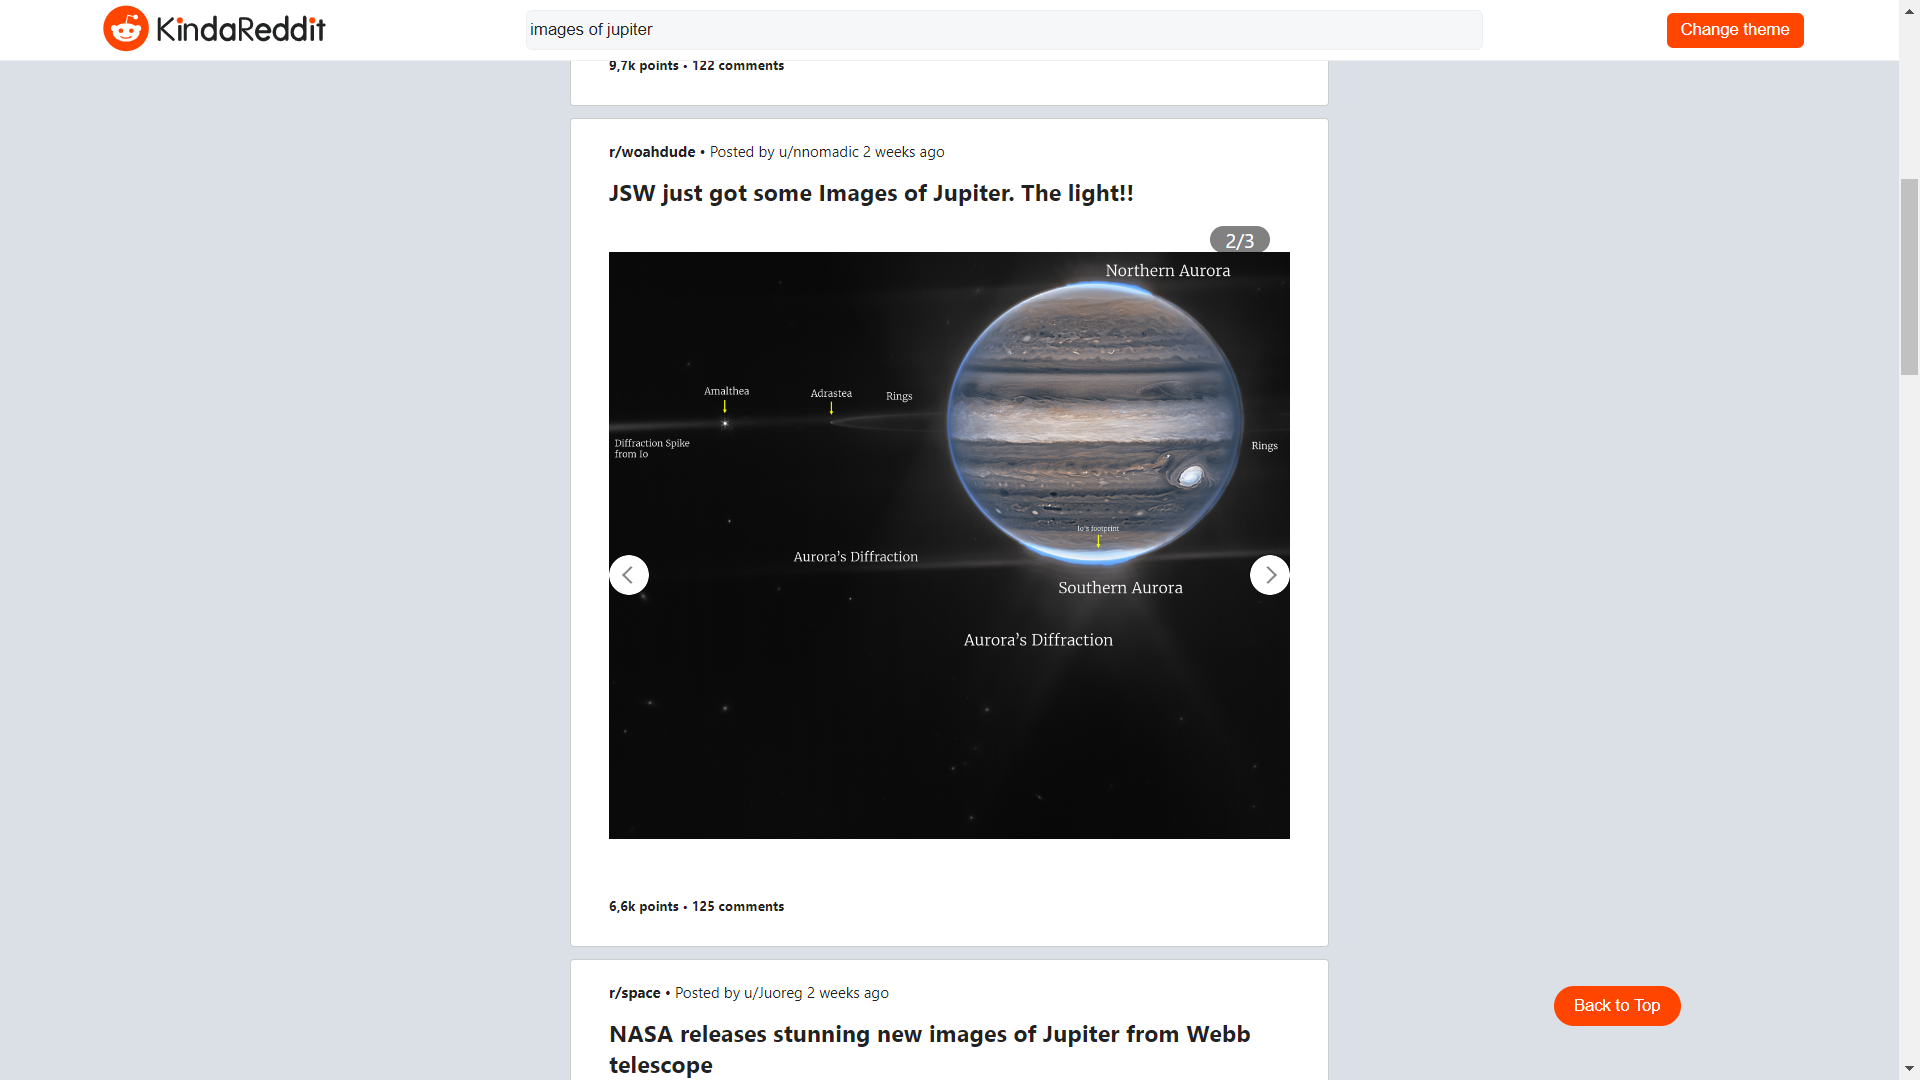 KindaReddit
images of jupiter
Change theme
9,7k points • 122 comments
r/woahdude • Posted by u/nnomadic 2 weeks ago
JSW just got some Images of Jupiter. The light!!
2/3
Northern Aurora
Amalthea
Adrastea
Rings
Diffraction Spike
from Io
Rings
Io's footprint
Aurora's Diffraction
Southern Aurora
Aurora's Diffraction
6,6k points • 125 comments
r/space • Posted by u/Juoreg 2 weeks ago
NASA releases stunning new images of Jupiter from Webb
telescope
Back to Top